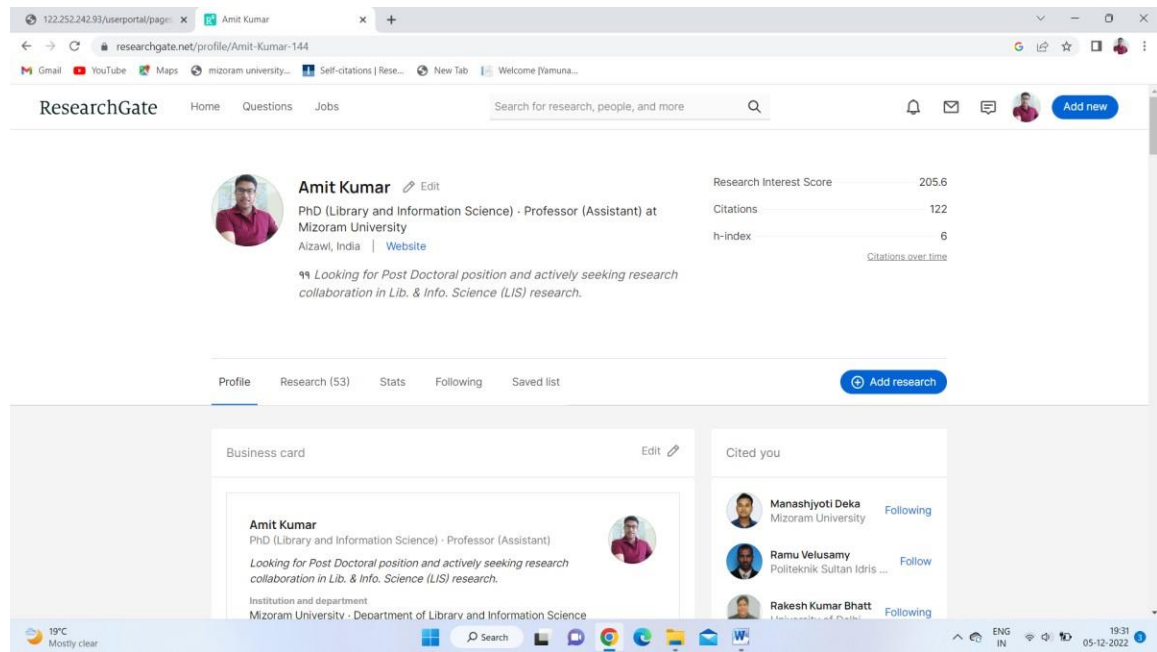 122.252.242.93/userportal/pages
Amit Kumar
researchgate.net/profile/Amit-Kumar-144
Gmail
YouTube
Maps
mizoram university...
Self-citations | Rese...
New Tab
Welcome [Yamuna...
ResearchGate
Home
Questions
Jobs
Search for research, people, and more
Add new
Amit Kumar
Edit
PhD (Library and Information Science) · Professor (Assistant) at
Mizoram University
Aizawl, India | Website
Looking for Post Doctoral position and actively seeking research
collaboration in Lib. & Info. Science (LIS) research.
Research Interest Score 205.6
Citations 122
h-index 6
Citations over time
Profile
Research (53)
Stats
Following
Saved list
Add research
Business card
Edit
Amit Kumar
PhD (Library and Information Science) · Professor (Assistant)
Looking for Post Doctoral position and actively seeking research
collaboration in Lib. & Info. Science (LIS) research.
Institution and department
Mizoram University · Department of Library and Information Science
Cited you
Manashjyoti Deka
Mizoram University
Following
Ramu Velusamy
Politeknik Sultan Idris ...
Follow
Rakesh Kumar Bhatt
University of Delhi
Following
19°C
Mostly clear
Search
ENG
IN
19:31
05-12-2022
3